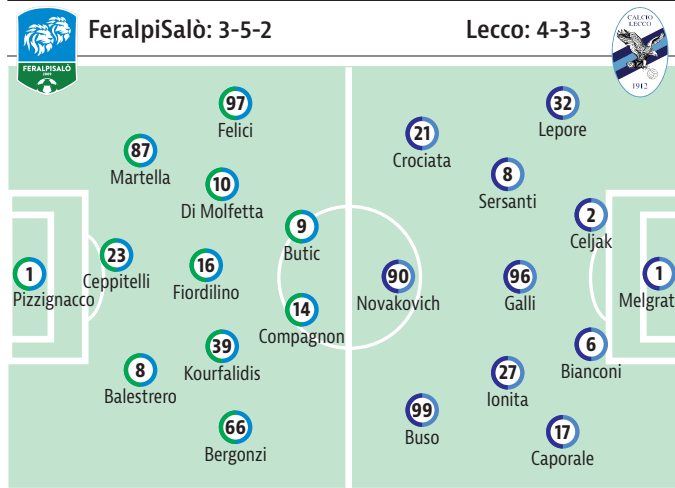 FeralpiSalò: 3-5-2
Lecco: 4-3-3
FERALPISALÒ
2009
CALCIO
LECCO
1912
97
Felici
87
Martella
10
Di Molfetta
9
Butic
23
Ceppitelli
16
Fiordilino
1
Pizzignacco
14
Compagnon
39
Kourfalidis
8
Balestrero
66
Bergonzi
32
Lepore
21
Crociata
8
Sersanti
2
Celjak
90
Novakovich
96
Galli
1
Melgrat
6
Bianconi
27
Ionita
99
Buso
17
Caporale